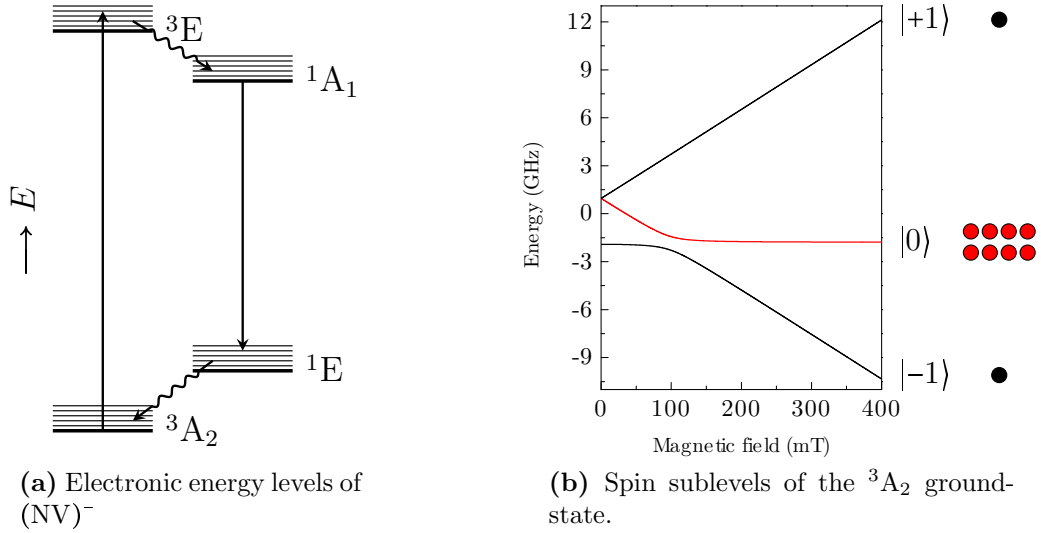 ³E
¹A₁
E
¹E
³A₂
(a) Electronic energy levels of
(NV)⁻
12
9
6
3
0
-3
-6
-9
Energy (GHz)
0 100 200 300 400
Magnetic field (mT)
|+1⟩
|0⟩
|−1⟩
(b) Spin sublevels of the ³A₂ ground-
state.